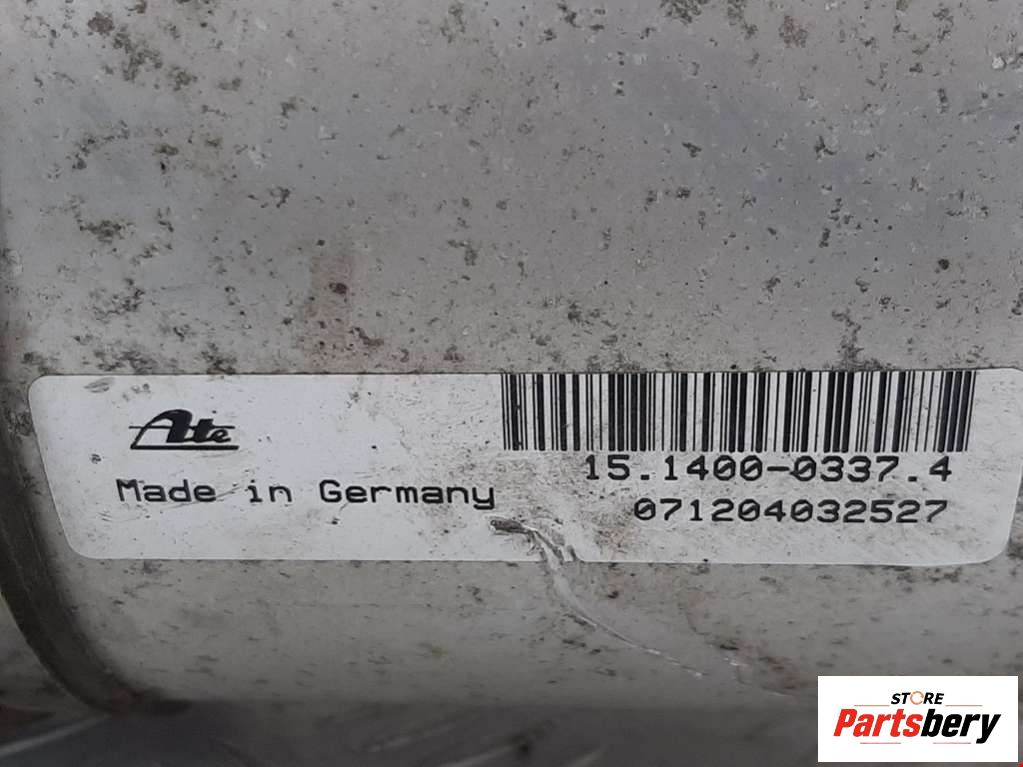 Ate
Made in Germany
15.1400-0337.4
071204032527
STORE
Partsbery